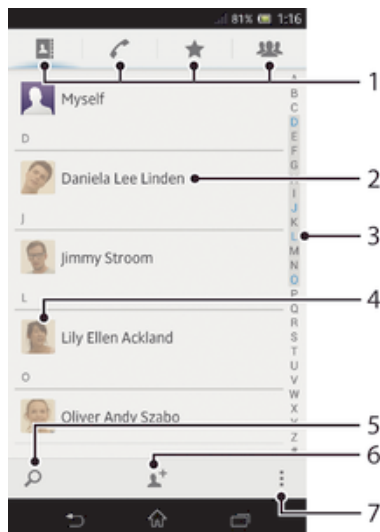 81% 1:16
1
Myself
A
B
C
D
E
F
G
I
J
K
L
M
N
O
P
Q
R
S
T
U
V
W
X
Y
Z
#
D
Daniela Lee Linden
2
3
J
Jimmy Stroom
L
4
Lily Ellen Ackland
O
Oliver Andy Szabo
5
6
7